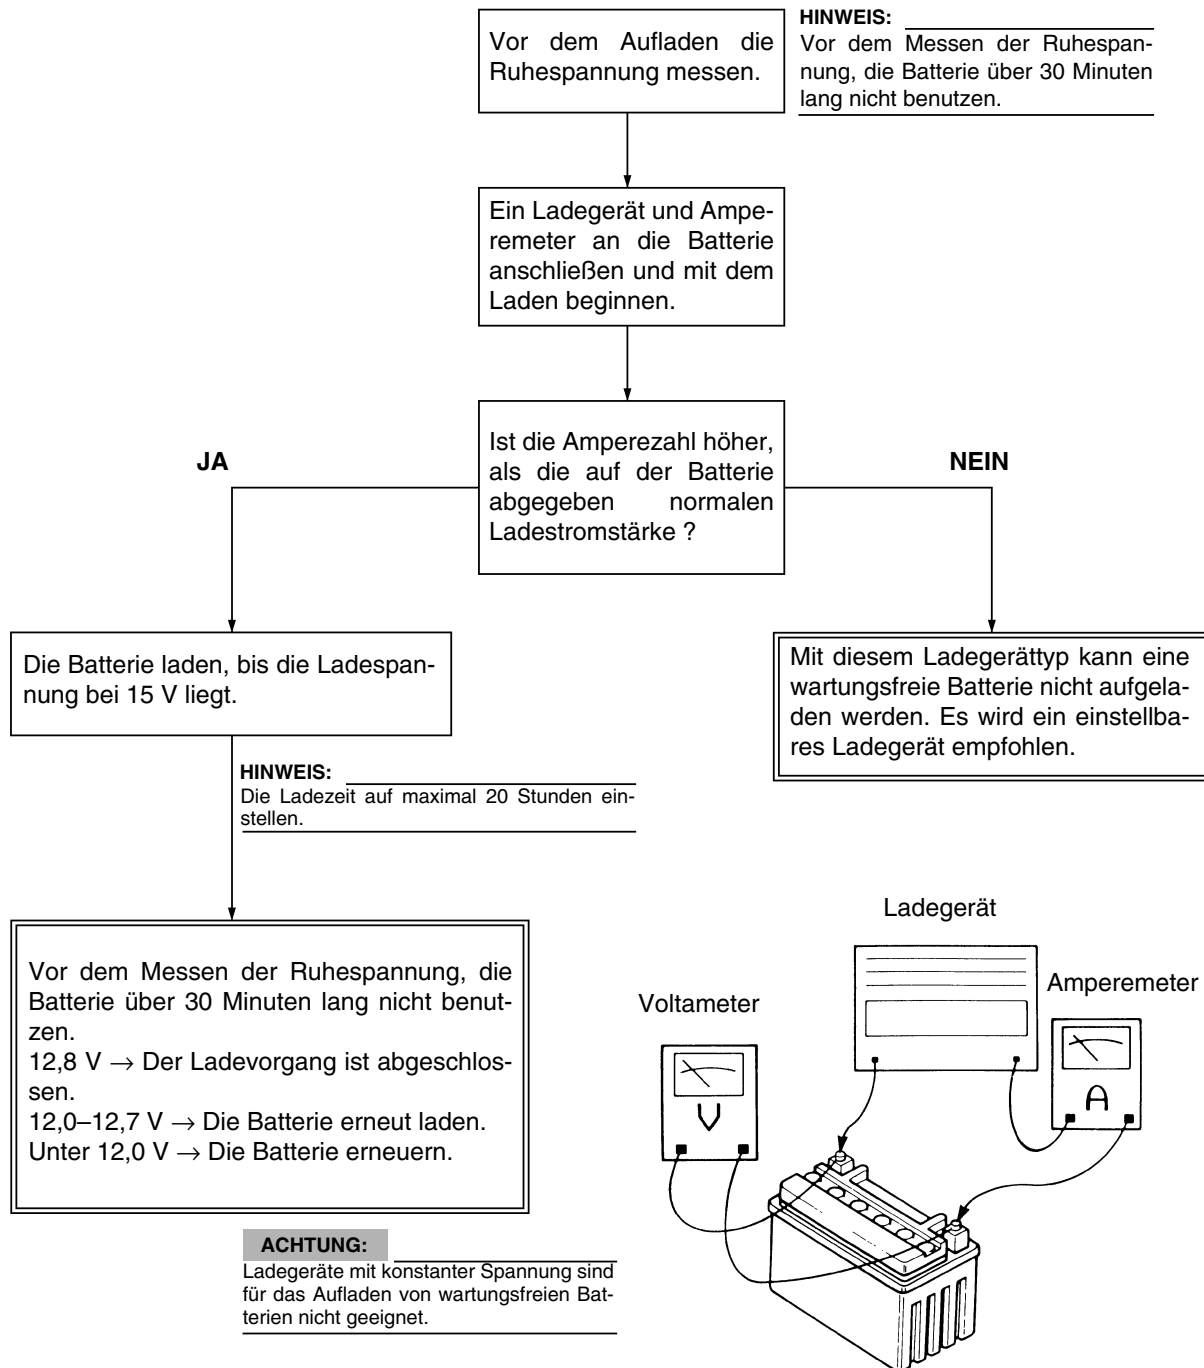 Vor dem Aufladen die
Ruhespannung messen.
HINWEIS:
Vor dem Messen der Ruhespan-
nung, die Batterie über 30 Minuten
lang nicht benutzen.
Ein Ladegerät und Ampe-
remeter an die Batterie
anschließen und mit dem
Laden beginnen.
Ist die Amperezahl höher,
als die auf der Batterie
abgegeben normalen
Ladestromstärke ?
JA
NEIN
Die Batterie laden, bis die Ladespan-
nung bei 15 V liegt.
Mit diesem Ladegerättyp kann eine
wartungsfreie Batterie nicht aufgela-
den werden. Es wird ein einstellba-
res Ladegerät empfohlen.
HINWEIS:
Die Ladezeit auf maximal 20 Stunden ein-
stellen.
Vor dem Messen der Ruhespannung, die
Batterie über 30 Minuten lang nicht benut-
zen.
12,8 V → Der Ladevorgang ist abgeschlos-
sen.
12,0–12,7 V → Die Batterie erneut laden.
Unter 12,0 V → Die Batterie erneuern.
Ladegerät
Voltameter
Amperemeter
V
A
ACHTUNG:
Ladegeräte mit konstanter Spannung sind
für das Aufladen von wartungsfreien Bat-
terien nicht geeignet.